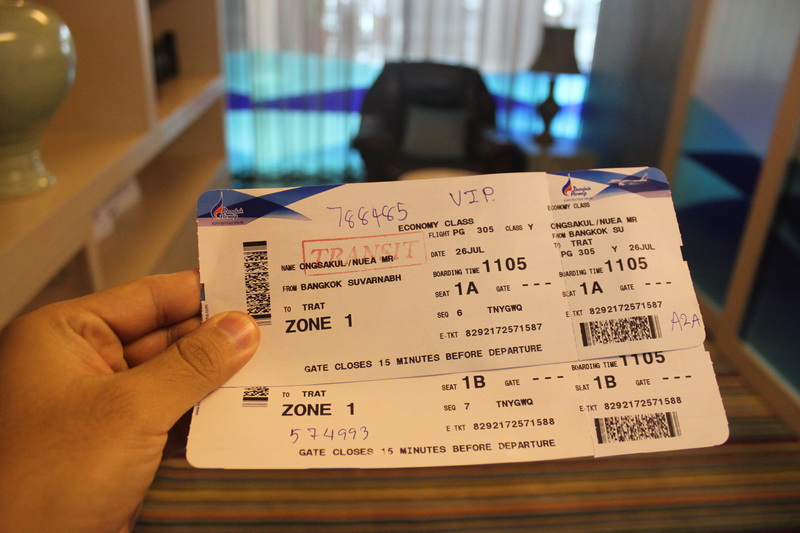 788485 VIP
ECONOMY CLASS
FLIGHT PG 305 CLASS Y
TRANSIT
DATE 26JUL
NAME ONGSAKUL/NUEA MR
FROM BANGKOK SUVARNABH
BOARDING TIME 1105
TO TRAT
SEAT 1A GATE ---
ZONE 1
SEQ 6 TNYGWQ
E-TKT 8292172571587
GATE CLOSES 15 MINUTES BEFORE DEPARTURE
ECONOMY CLASS
ONGSAKUL/NUEA MR
FROM BANGKOK SU
TO TRAT
PG 305 Y 26JUL
BOARDING TIME 1105
SEAT 1A GATE ---
E-TKT 8292172571587
A2A
TO TRAT
SEAT 1B GATE ---
ZONE 1
SEQ 7 TNYGWQ
574993
E-TKT 8292172571588
GATE CLOSES 15 MINUTES BEFORE DEPARTURE
BOARDING TIME 1105
SEAT 1B GATE ---
E-TKT 8292172571588